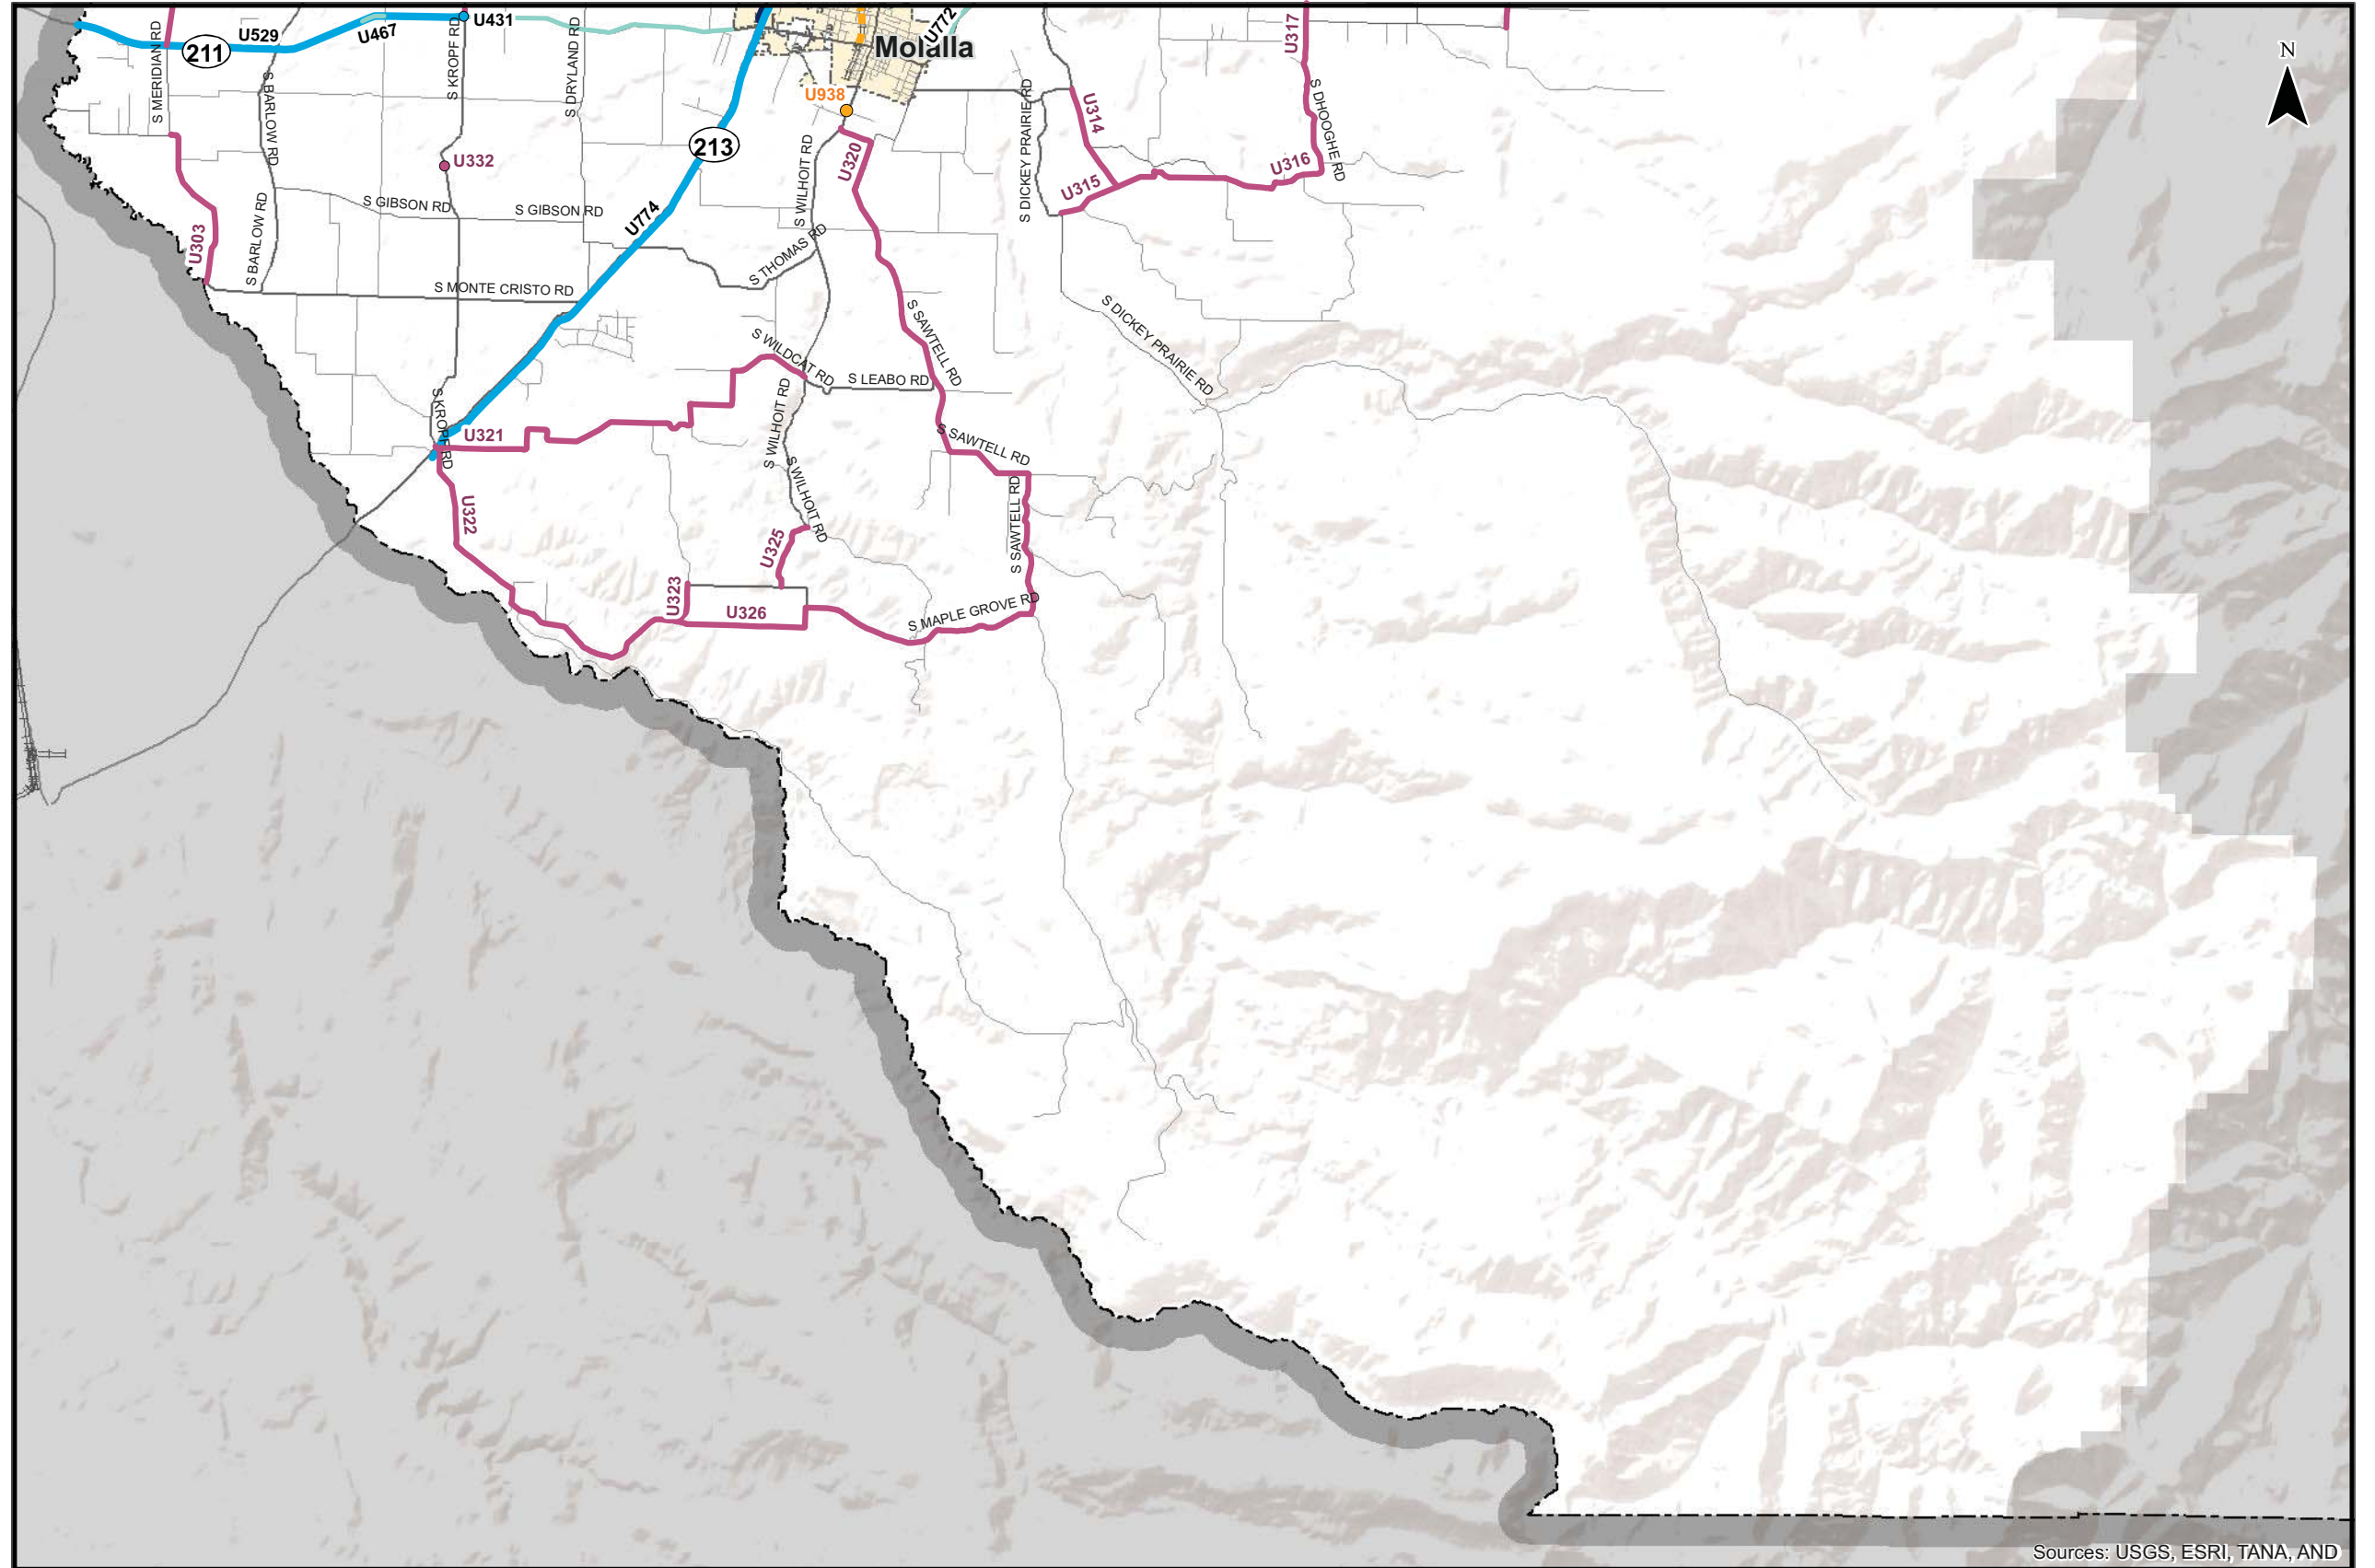 U431
U529
U467
211
S MERIDIAN RD
S BARLOW RD
S KROPF RD
S DRYLAND RD
Molalla
U772
U317
N
U938
213
U314
S DICKEY PRAIRIE RD
S DHOOGHE RD
U332
U320
S WILHOIT RD
U315
U316
S GIBSON RD
S GIBSON RD
U774
U303
S BARLOW RD
S THOMAS RD
S MONTE CRISTO RD
S SAWTELL RD
S DICKEY PRAIRIE RD
S WILDCAT RD
S LEABO RD
S KROPF RD
U321
S WILHOIT RD
S SAWTELL RD
U322
S WILHOIT RD
S SAWTELL RD
U325
U323
U326
S MAPLE GROVE RD
Sources: USGS, ESRI, TANA, AND